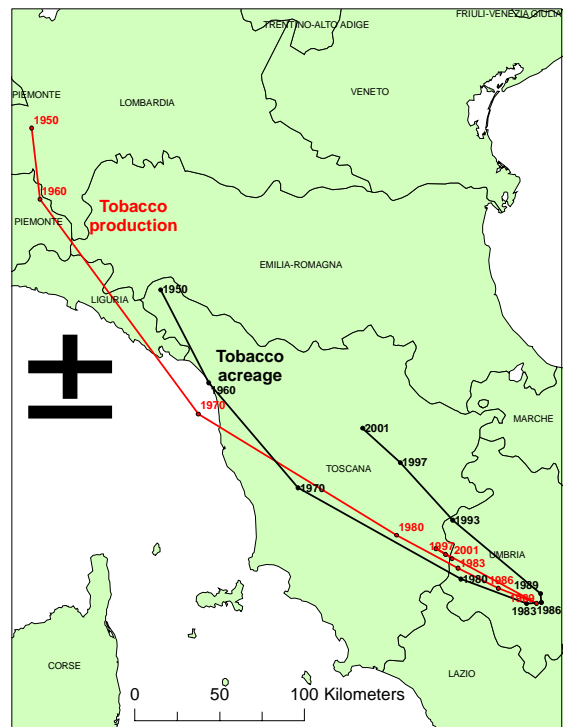 FRIULI-VENEZIA GIULIA
TRENTINO-ALTO ADIGE
PIEMONTE
LOMBARDIA
VENETO
1950
1960
Tobacco
production
PIEMONTE
EMILIA-ROMAGNA
1950
LIGURIA
Tobacco
acreage
1960
1970
MARCHE
2001
1997
TOSCANA
1970
1993
1980
1997
2001
UMBRIA
1983
1980
1986
1989
1983
1986
CORSE
LAZIO
0 50 100 Kilometers